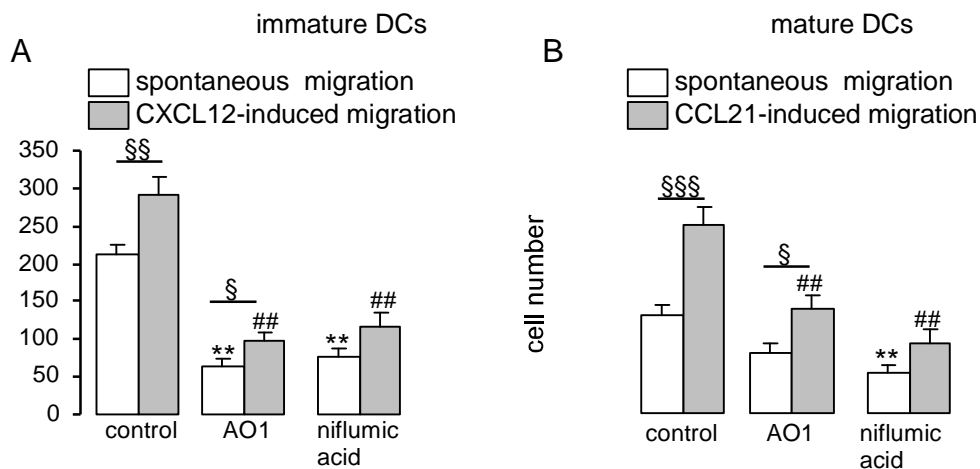 immature DCs
A
spontaneous migration
CXCL12-induced migration
350
300
250
200
150
100
50
0
§§
§
**
##
**
##
control
AO1
niflumic
acid
mature DCs
B
spontaneous migration
CCL21-induced migration
cell number
§§§
§
##
**
##
control
AO1
niflumic
acid